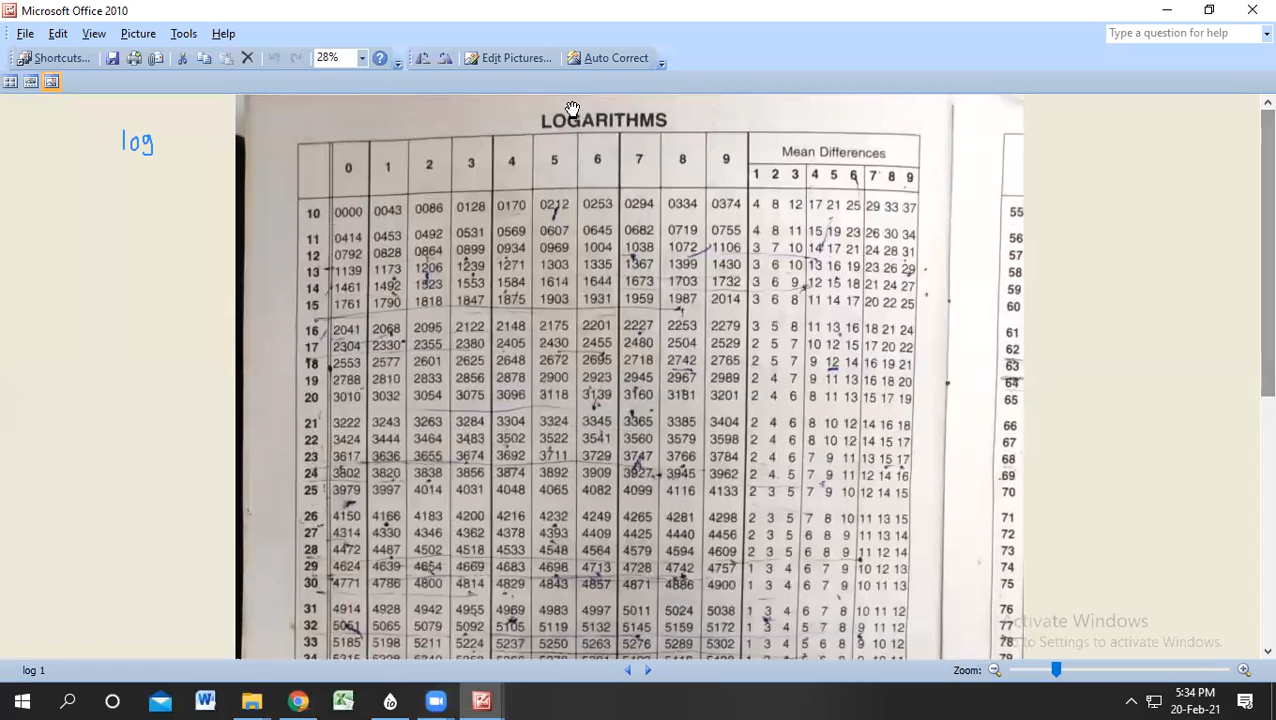 Microsoft Office 2010
File Edit View Picture Tools Help
Type a question for help
Shortcuts... 28% Edit Pictures... Auto Correct
log
LOGARITHMS
0 1 2 3 4 5 6 7 8 9 Mean Differences
1 2 3 4 5 6 7 8 9
10 0000 0043 0086 0128 0170 0212 0253 0294 0334 0374 4 8 12 17 21 25 29 33 37
11 0414 0453 0492 0531 0569 0607 0645 0682 0719 0755 4 8 11 15 19 23 26 30 34
12 0792 0828 0864 0899 0934 0969 1004 1038 1072 1106 3 7 10 14 17 21 24 28 31
13 1139 1173 1206 1239 1271 1303 1335 1367 1399 1430 3 6 10 13 16 19 23 26 29
14 1461 1492 1523 1553 1584 1614 1644 1673 1703 1732 3 6 9 12 15 18 21 24 27
15 1761 1790 1818 1847 1875 1903 1931 1959 1987 2014 3 6 8 11 14 17 20 22 25
16 2041 2068 2095 2122 2148 2175 2201 2227 2253 2279 3 5 8 11 13 16 18 21 24
17 2304 2330 2355 2380 2405 2430 2455 2480 2504 2529 2 5 7 10 12 15 17 20 22
18 2553 2577 2601 2625 2648 2672 2695 2718 2742 2765 2 5 7 9 12 14 16 19 21
19 2788 2810 2833 2856 2878 2900 2923 2945 2967 2989 2 4 7 9 11 13 16 18 20
20 3010 3032 3054 3075 3096 3118 3139 3160 3181 3201 2 4 6 8 11 13 15 17 19
21 3222 3243 3263 3284 3304 3324 3345 3365 3385 3404 2 4 6 8 10 12 14 16 18
22 3424 3444 3464 3483 3502 3522 3541 3560 3579 3598 2 4 6 8 10 12 14 15 17
23 3617 3636 3655 3674 3692 3711 3729 3747 3766 3784 2 4 6 7 9 11 13 15 17
24 3802 3820 3838 3856 3874 3892 3909 3927 3945 3962 2 4 5 7 9 11 12 14 16
25 3979 3997 4014 4031 4048 4065 4082 4099 4116 4133 2 3 5 7 9 10 12 14 15
26 4150 4166 4183 4200 4216 4232 4249 4265 4281 4298 2 3 5 7 8 10 11 13 15
27 4314 4330 4346 4362 4378 4393 4409 4425 4440 4456 2 3 5 6 8 9 11 13 14
28 4472 4487 4502 4518 4533 4548 4564 4579 4594 4609 2 3 5 6 8 9 11 12 14
29 4624 4639 4654 4669 4683 4698 4713 4728 4742 4757 1 3 4 6 7 9 10 12 13
30 4771 4786 4800 4814 4829 4843 4857 4871 4886 4900 1 3 4 6 7 9 10 11 13
31 4914 4928 4942 4955 4969 4983 4997 5011 5024 5038 1 3 4 6 7 8 10 11 12
32 5051 5065 5079 5092 5105 5119 5132 5145 5159 5172 1 3 4 5 7 8 9 11 12
33 5185 5198 5211 5224 5237 5250 5263 5276 5289 5302 1 3 4 5 6 8 9 10 12
55
56
57
58
59
60
61
62
63
64
65
66
67
68
69
70
71
72
73
74
75
76
77
78
Activate Windows
Go to Settings to activate Windows.
log 1
Zoom:
5:34 PM
20-Feb-21